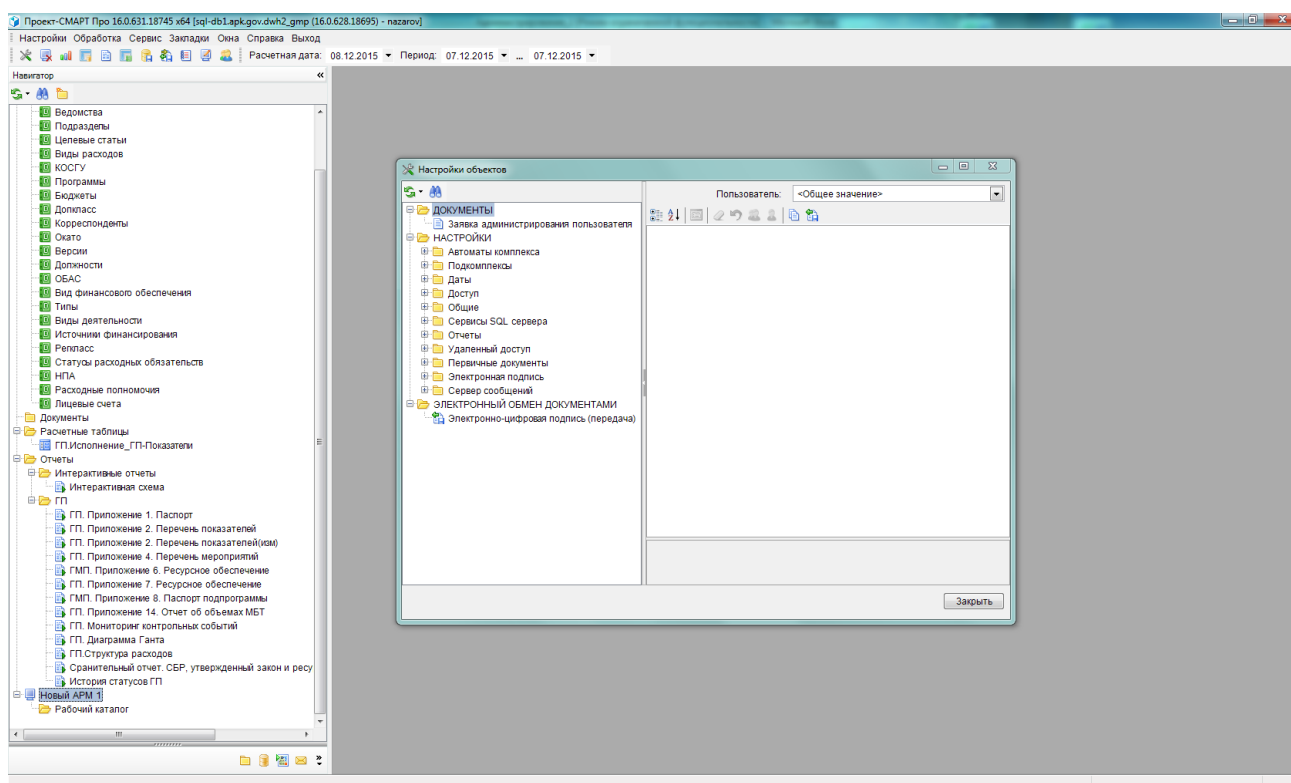 Проект-СМАРТ Про 16.0.631.18745 x64 [sql-db1.apk.gov.dwh2_gmp (16.0.628.18695) - nazarov]
Настройки Обработка Сервис Закладки Окна Справка Выход
Расчетная дата: 08.12.2015 Период: 07.12.2015 ... 07.12.2015
Навигатор
Ведомства
Подразделы
Целевые статьи
Виды расходов
КОСГУ
Программы
Бюджеты
Допкласс
Корреспонденты
Окато
Версии
Должности
ОБАС
Вид финансового обеспечения
Типы
Виды деятельности
Источники финансирования
Репкласс
Статусы расходных обязательств
НПА
Расходные полномочия
Лицевые счета
Документы
Расчетные таблицы
ГП.Исполнение_ГП-Показатели
Отчеты
Интерактивные отчеты
Интерактивная схема
ГП
ГП. Приложение 1. Паспорт
ГП. Приложение 2. Перечень показателей
ГП. Приложение 2. Перечень показателей(изм)
ГП. Приложение 4. Перечень мероприятий
ГМП. Приложение 6. Ресурсное обеспечение
ГП. Приложение 7. Ресурсное обеспечение
ГМП. Приложение 8. Паспорт подпрограммы
ГП. Приложение 14. Отчет об объемах МБТ
ГП. Мониторинг контрольных событий
ГП. Диаграмма Ганта
ГП.Структура расходов
Сранительный отчет. СБР, утвержденный закон и ресу
История статусов ГП
Новый АРМ 1
Рабочий каталог
Настройки объектов
Пользователь: <Общее значение>
ДОКУМЕНТЫ
Заявка администрирования пользователя
НАСТРОЙКИ
Автоматы комплекса
Подкомплексы
Даты
Доступ
Общие
Сервисы SQL сервера
Отчеты
Удаленный доступ
Первичные документы
Электронная подпись
Сервер сообщений
ЭЛЕКТРОННЫЙ ОБМЕН ДОКУМЕНТАМИ
Электронно-цифровая подпись (передача)
Закрыть